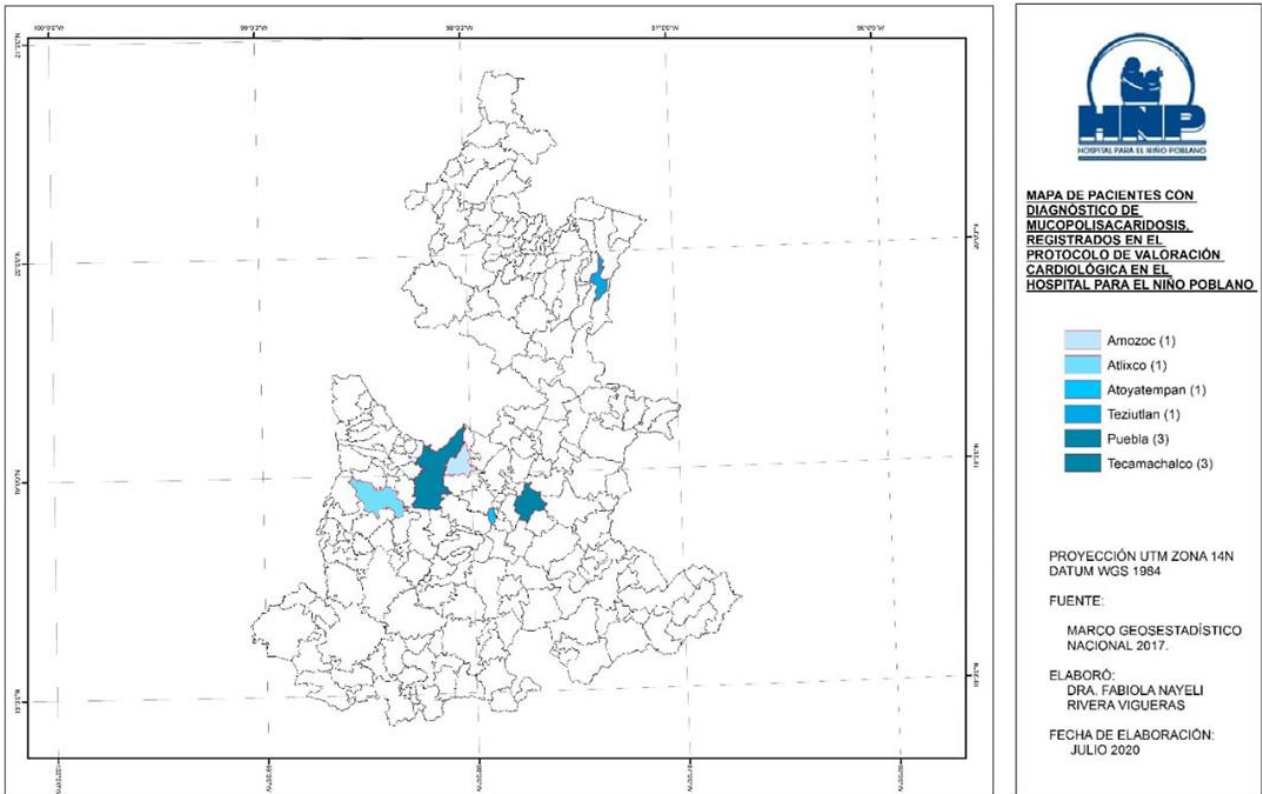 HNP
HOSPITAL PARA EL NIÑO POBLANO
MAPA DE PACIENTES CON
DIAGNÓSTICO DE
MUCOPOLISACARIDOSIS,
REGISTRADOS EN EL
PROTOCOLO DE VALORACIÓN
CARDIOLÓGICA EN EL
HOSPITAL PARA EL NIÑO POBLANO
Amozoc (1)
Atlixco (1)
Atoyatempan (1)
Teziutlan (1)
Puebla (3)
Tecamachalco (3)
PROYECCIÓN UTM ZONA 14N
DATUM WGS 1984
FUENTE:
MARCO GEOSESTADÍSTICO
NACIONAL 2017.
ELABORÓ:
DRA. FABIOLA NAYELI
RIVERA VIGUERAS
FECHA DE ELABORACIÓN:
JULIO 2020